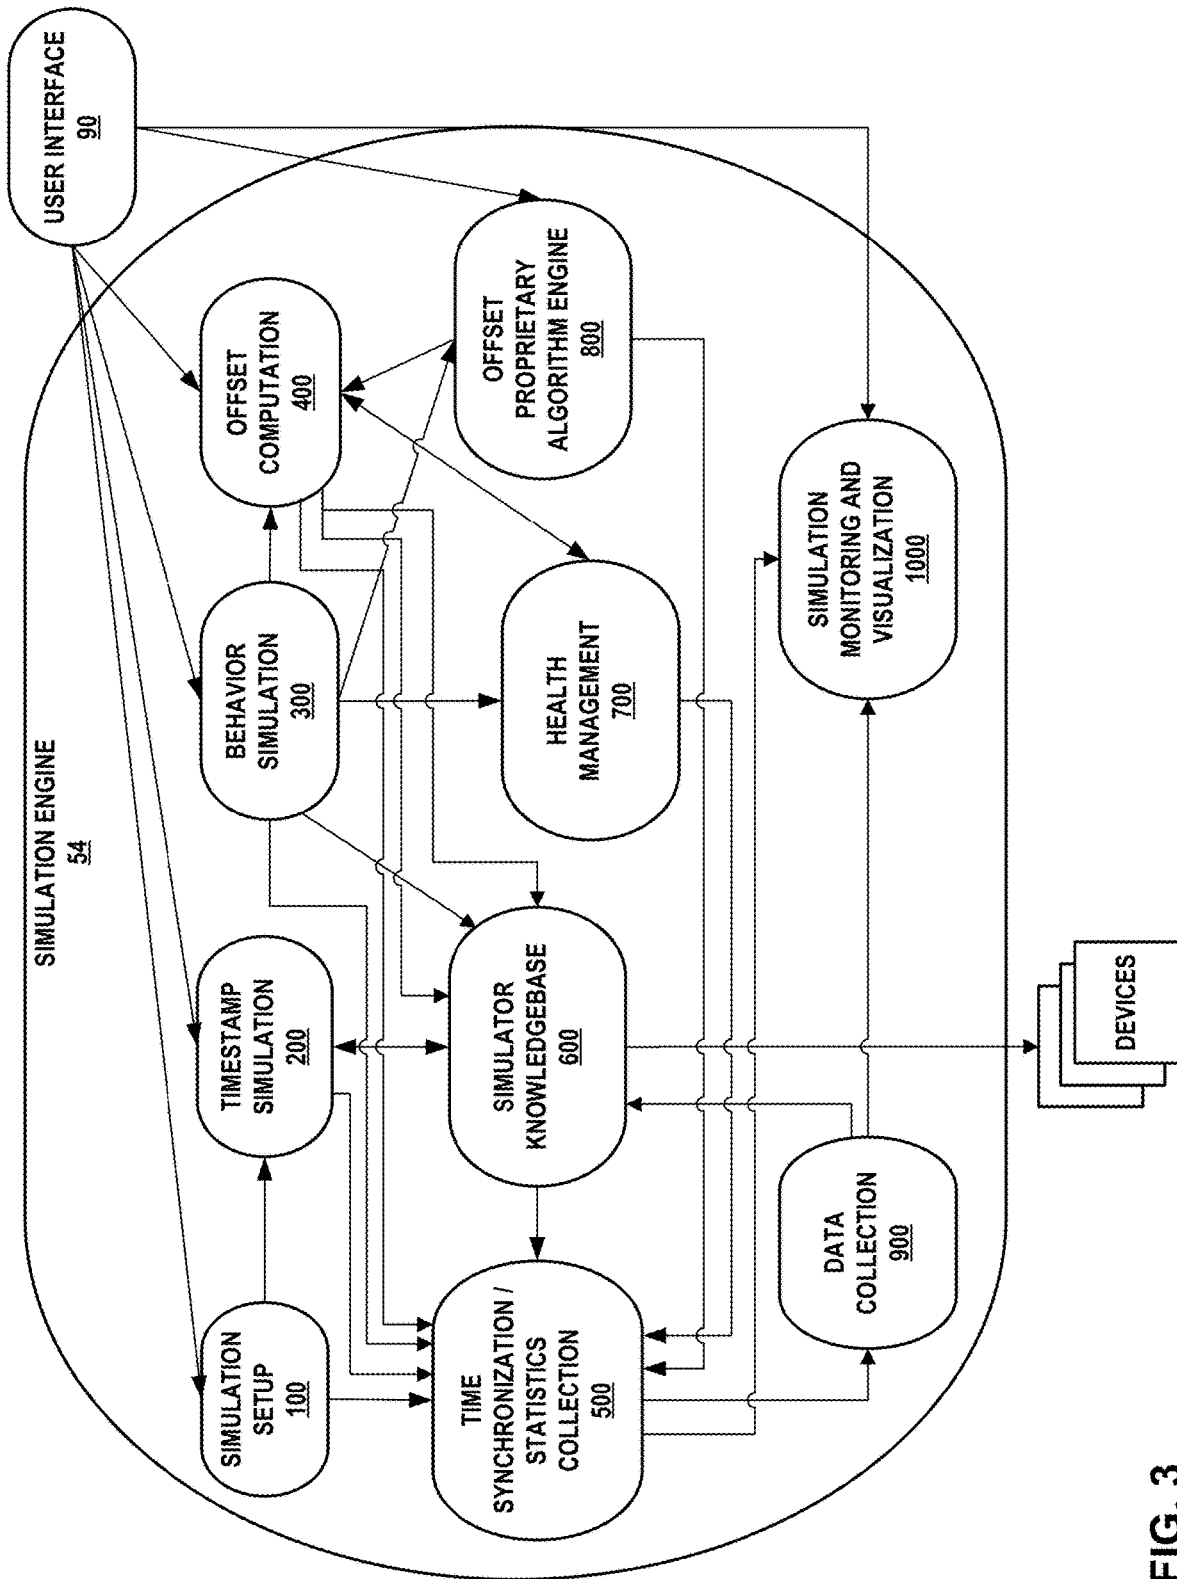 USER INTERFACE
90
SIMULATION ENGINE
54
SIMULATION
SETUP
100
TIMESTAMP
SIMULATION
200
BEHAVIOR
SIMULATION
300
OFFSET
COMPUTATION
400
TIME
SYNCHRONIZATION /
STATISTICS
COLLECTION
500
SIMULATOR
KNOWLEDGEBASE
600
HEALTH
MANAGEMENT
700
OFFSET
PROPRIETARY
ALGORITHM ENGINE
800
DATA
COLLECTION
900
SIMULATION
MONITORING AND
VISUALIZATION
1000
DEVICES
FIG. 3